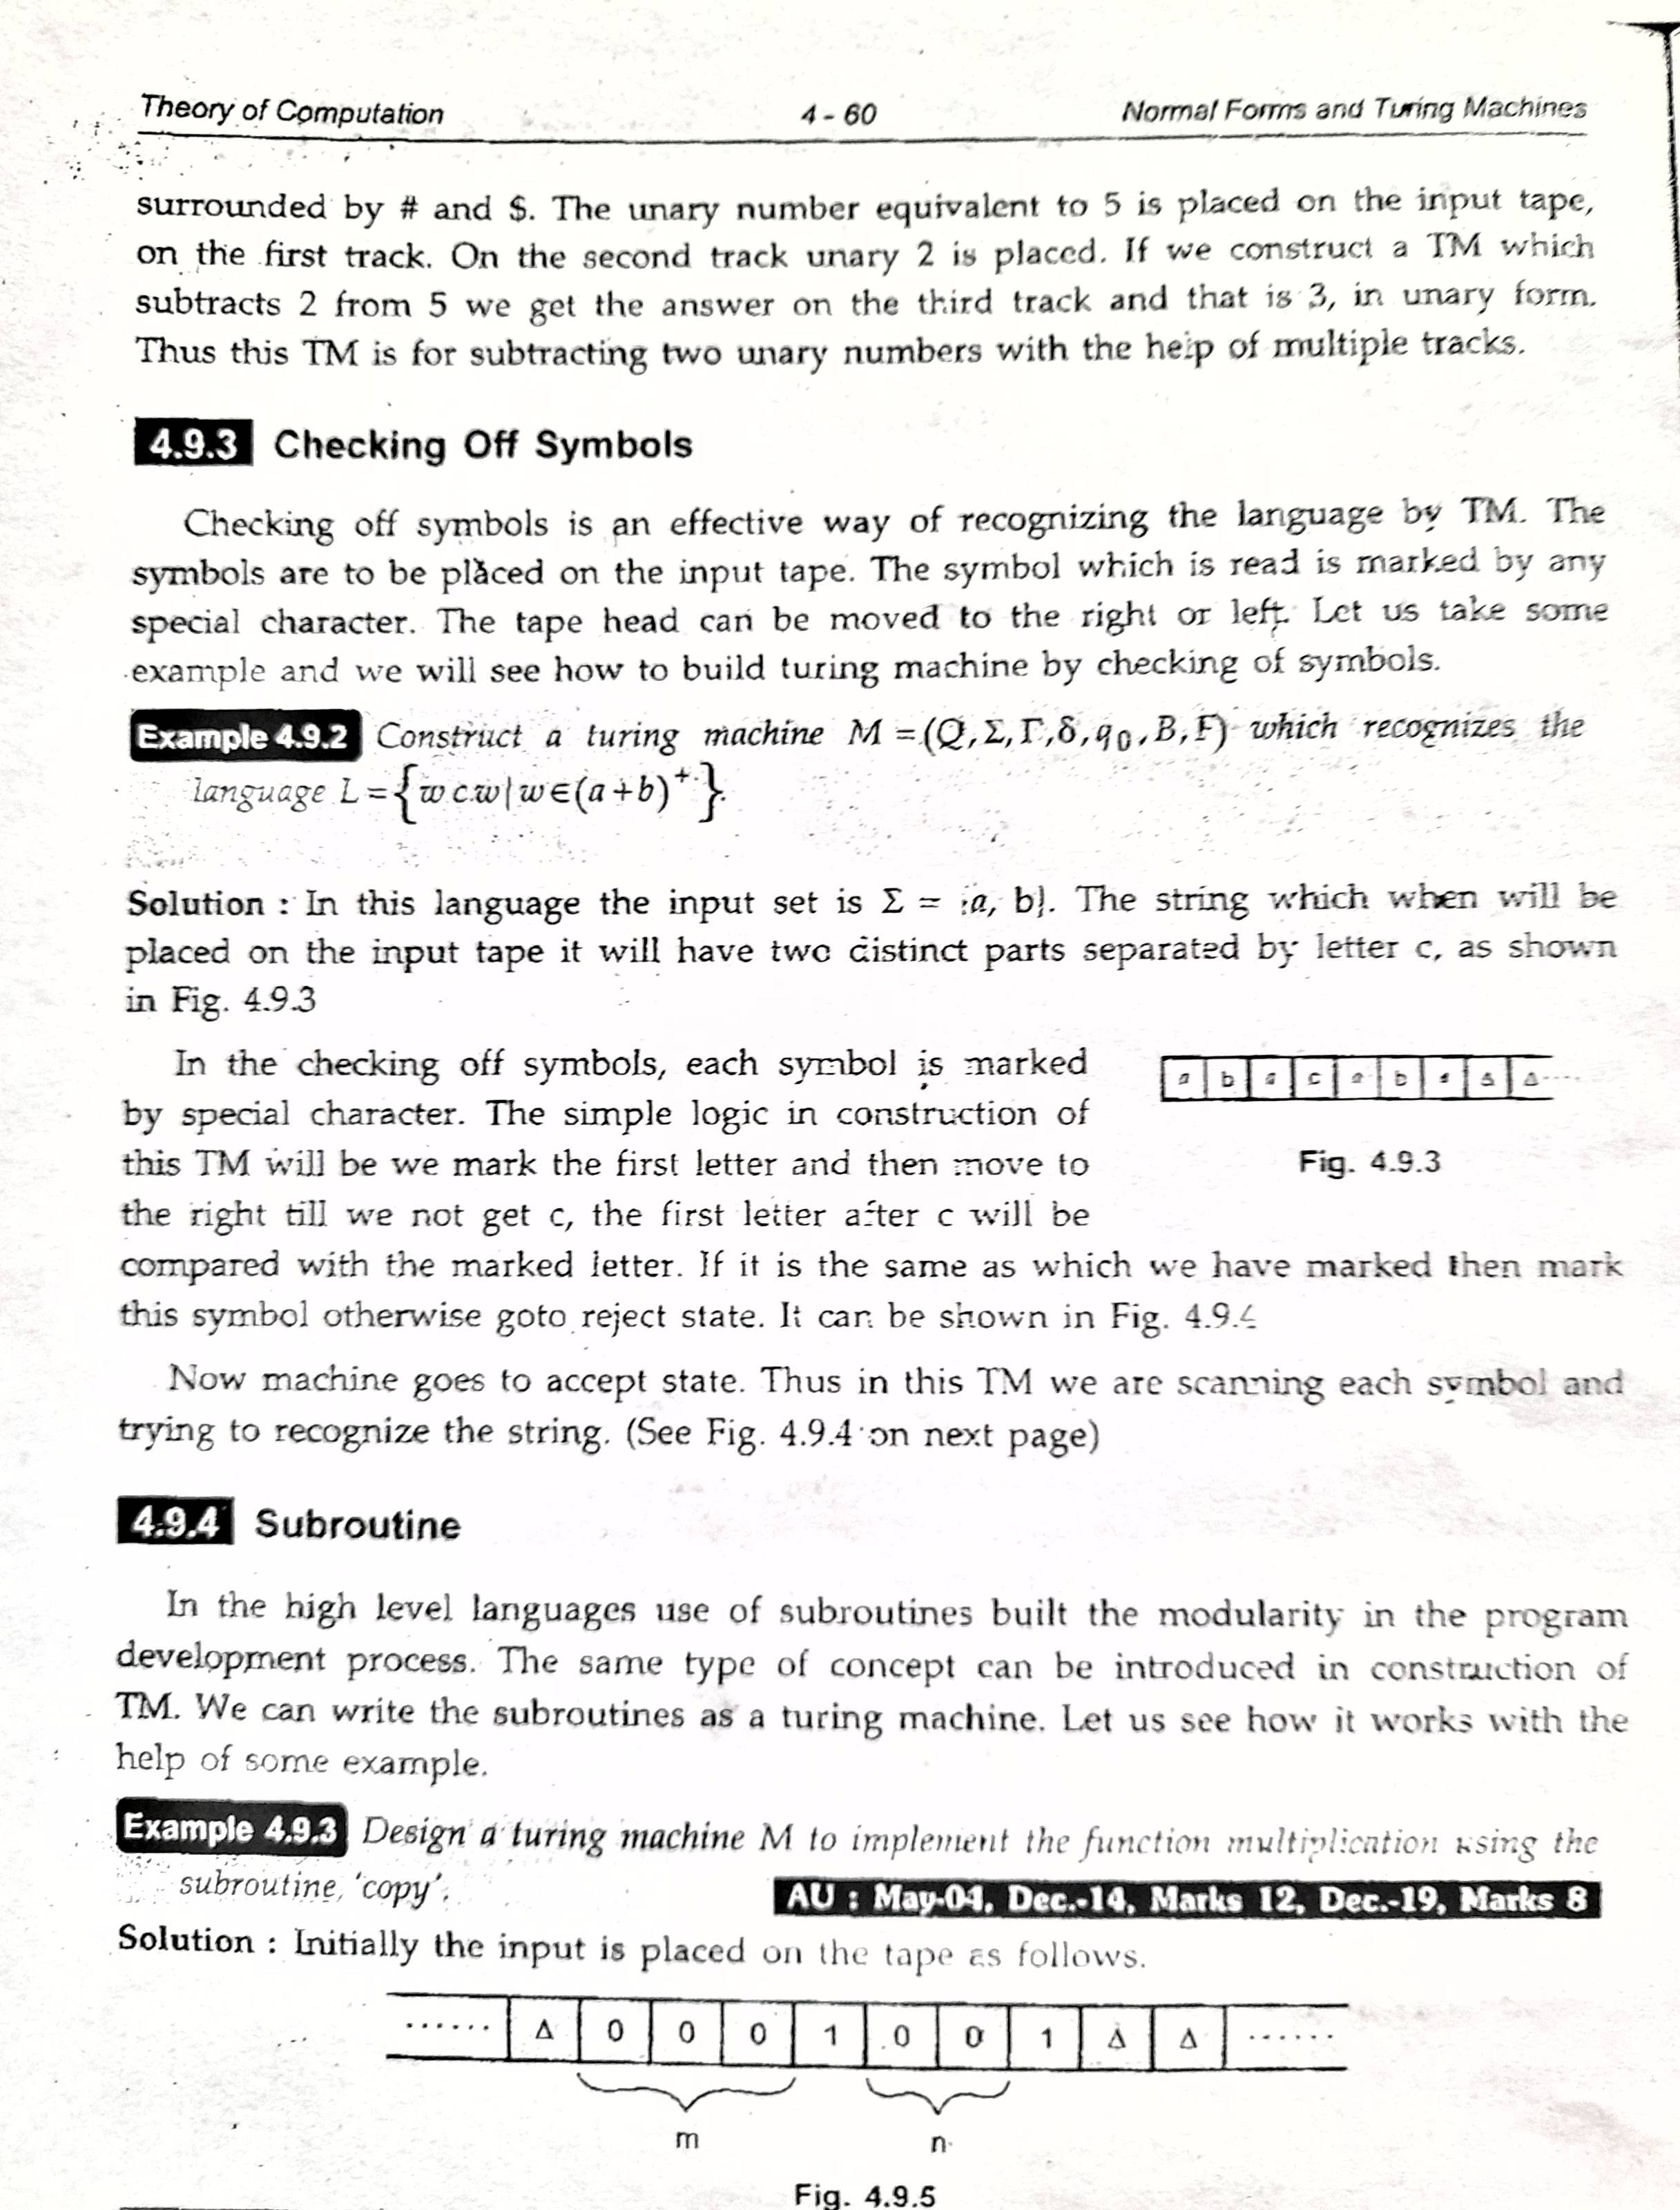 Theory of Computation 4 - 60 Normal Forms and Turing Machines
surrounded by # and $. The unary number equivalent to 5 is placed on the input tape,
on the first track. On the second track unary 2 is placed. If we construct a TM which
subtracts 2 from 5 we get the answer on the third track and that is 3, in unary form.
Thus this TM is for subtracting two unary numbers with the help of multiple tracks.
4.9.3 Checking Off Symbols
Checking off symbols is an effective way of recognizing the language by TM. The
symbols are to be placed on the input tape. The symbol which is read is marked by any
special character. The tape head can be moved to the right or left. Let us take some
example and we will see how to build turing machine by checking of symbols.
Example 4.9.2 Construct a turing machine M = (Q, Σ, Γ, δ, q₀, B, F) which recognizes the
language L = {w c w | w ∈ (a + b)⁺}.
Solution : In this language the input set is Σ = {a, b}. The string which when will be
placed on the input tape it will have two distinct parts separated by letter c, as shown
in Fig. 4.9.3
In the checking off symbols, each symbol is marked
by special character. The simple logic in construction of
this TM will be we mark the first letter and then move to
the right till we not get c, the first letter after c will be
a b a c a b a Δ Δ ....
Fig. 4.9.3
compared with the marked letter. If it is the same as which we have marked then mark
this symbol otherwise goto reject state. It can be shown in Fig. 4.9.4
Now machine goes to accept state. Thus in this TM we are scanning each symbol and
trying to recognize the string. (See Fig. 4.9.4 on next page)
4.9.4 Subroutine
In the high level languages use of subroutines built the modularity in the program
development process. The same type of concept can be introduced in construction of
TM. We can write the subroutines as a turing machine. Let us see how it works with the
help of some example.
Example 4.9.3 Design a turing machine M to implement the function multiplication using the
subroutine, 'copy'.
AU : May-04, Dec.-14, Marks 12, Dec.-19, Marks 8
Solution : Initially the input is placed on the tape as follows.
...... Δ 0 0 0 1 0 0 1 Δ Δ ......
m n
Fig. 4.9.5